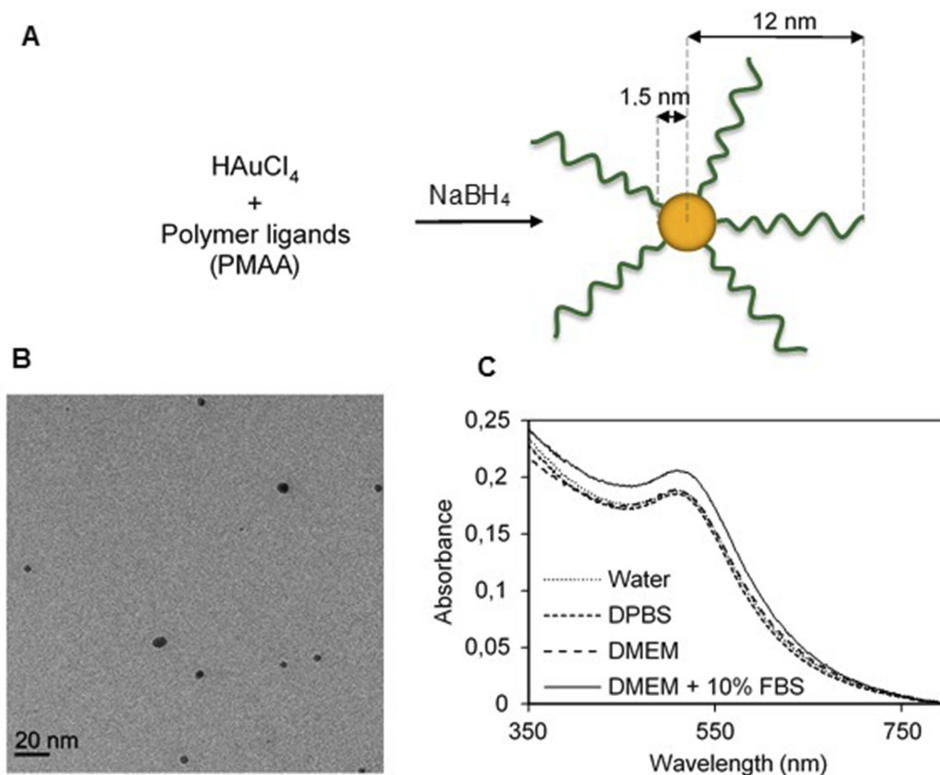 A
12 nm
1.5 nm
HAuCl₄
+
Polymer ligands
(PMAA)
NaBH₄
B
20 nm
C
0,25
0,2
0,15
0,1
0,05
0
Absorbance
Water
DPBS
DMEM
DMEM + 10% FBS
350
550
750
Wavelength (nm)